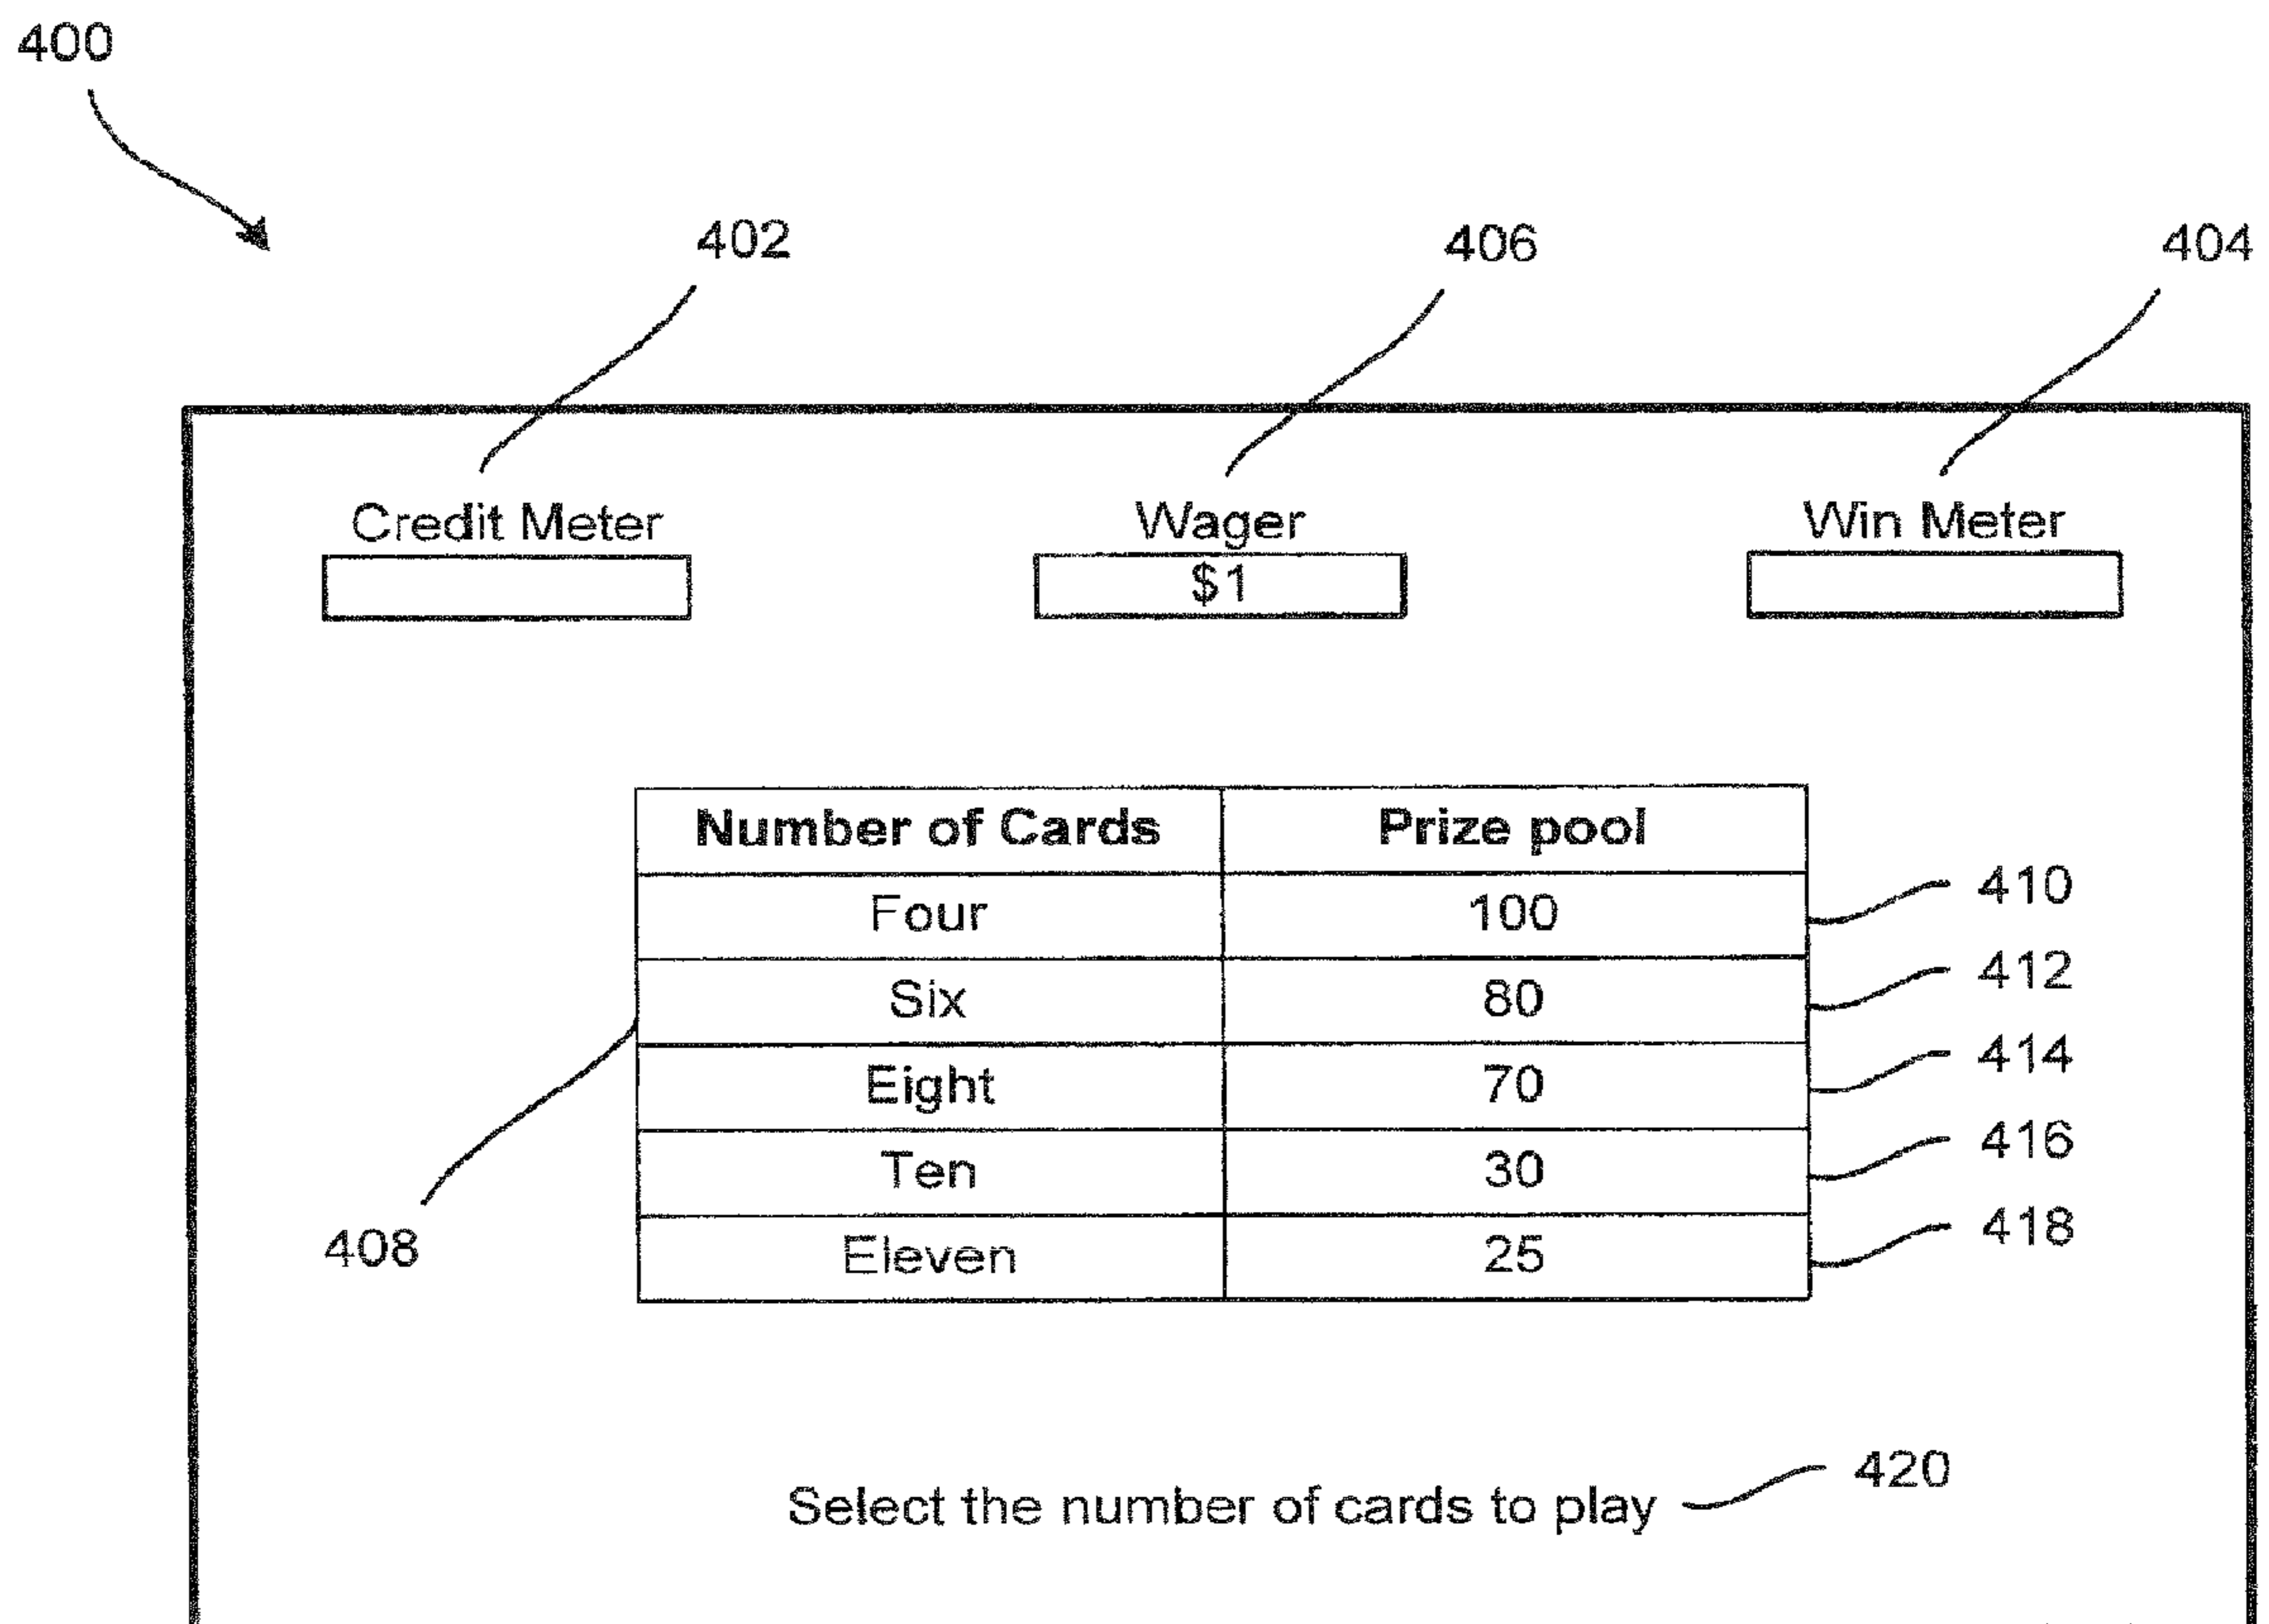 400
402 406 404
Credit Meter Wager Win Meter
$1
Number of Cards Prize pool
Four 100 410
Six 80 412
Eight 70 414
Ten 30 416
Eleven 25 418
408
Select the number of cards to play 420